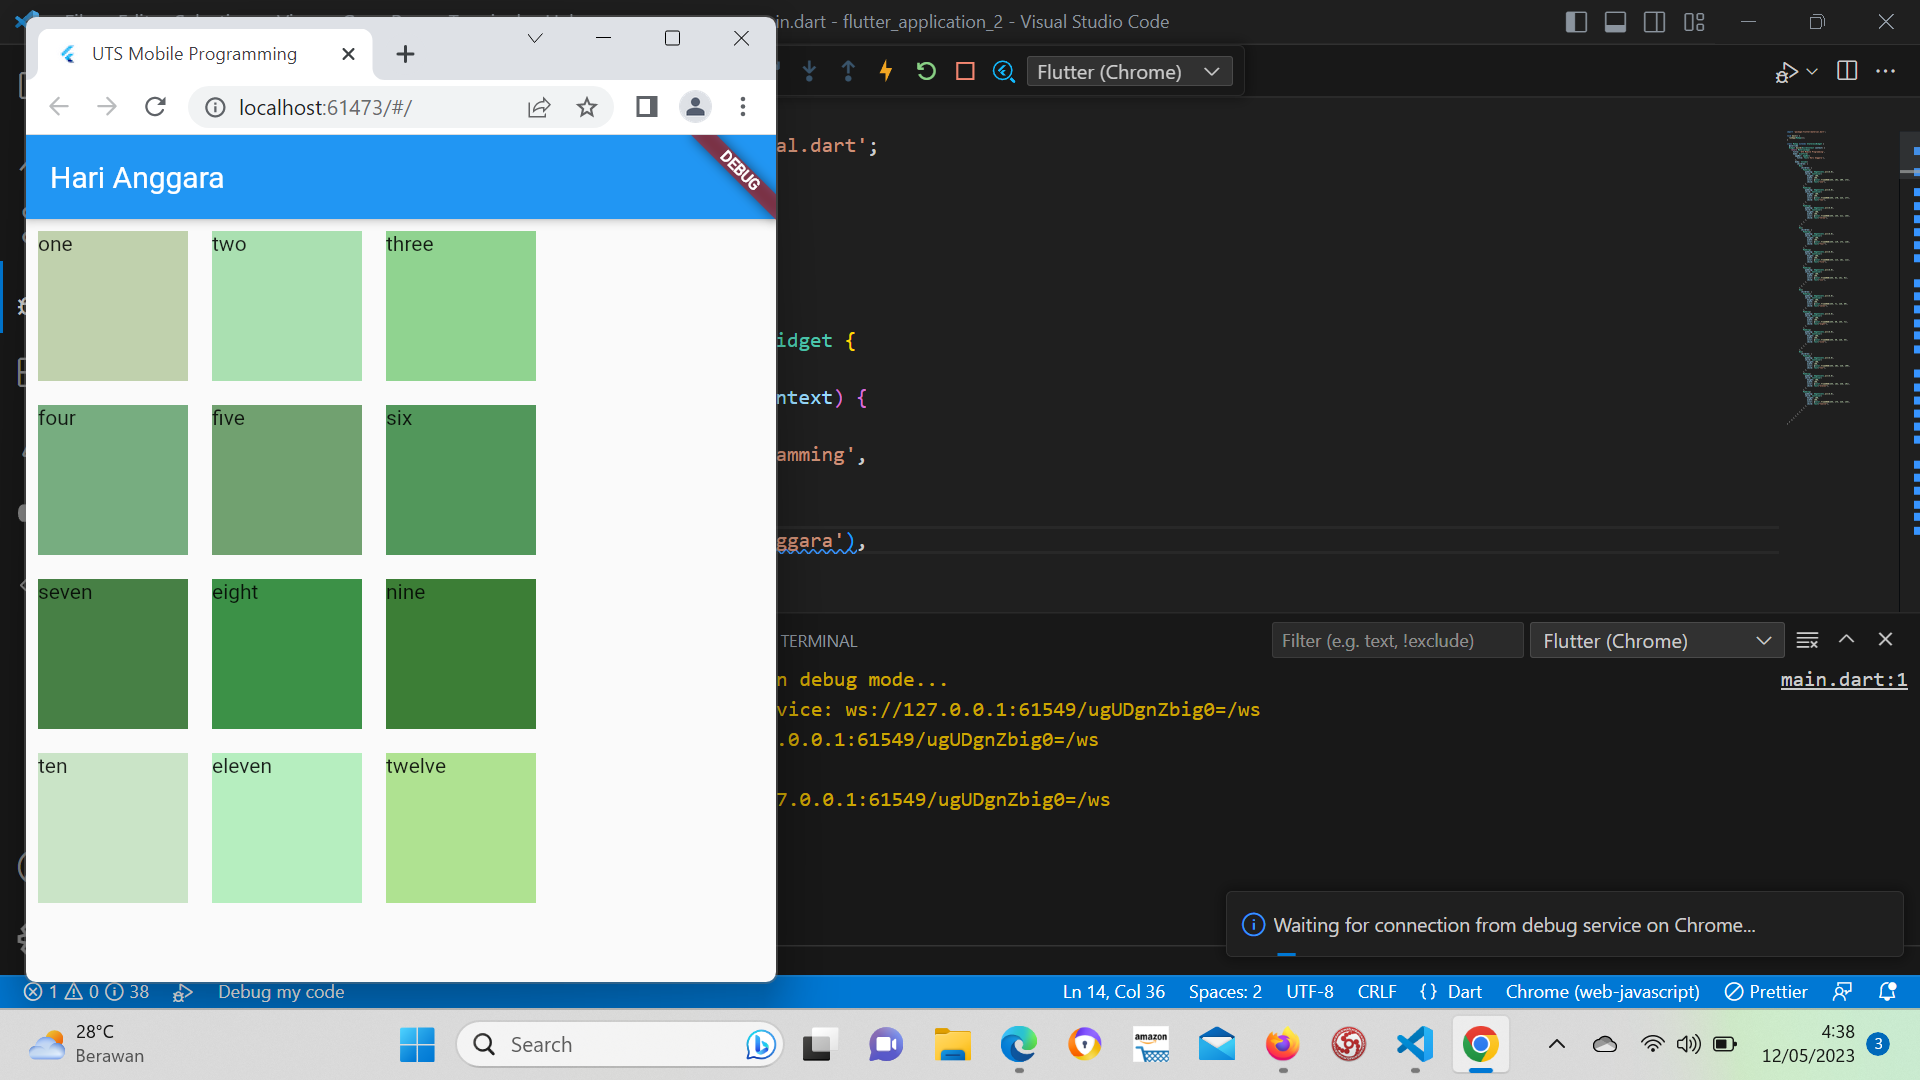 main.dart - flutter_application_2 - Visual Studio Code
UTS Mobile Programming
localhost:61473/#/
Flutter (Chrome)
Hari Anggara
DEBUG
one
two
three
four
five
six
seven
eight
nine
ten
eleven
twelve
al.dart';
idget {
ntext) {
amming',
ggara'),
TERMINAL
Filter (e.g. text, !exclude)
Flutter (Chrome)
n debug mode...
main.dart:1
vice: ws://127.0.0.1:61549/ugUDgnZbig0=/ws
.0.0.1:61549/ugUDgnZbig0=/ws
7.0.0.1:61549/ugUDgnZbig0=/ws
Waiting for connection from debug service on Chrome...
1 0 38
Debug my code
Ln 14, Col 36
Spaces: 2
UTF-8
CRLF
{} Dart
Chrome (web-javascript)
Prettier
28°C
Berawan
Search
amazon
4:38
12/05/2023
3